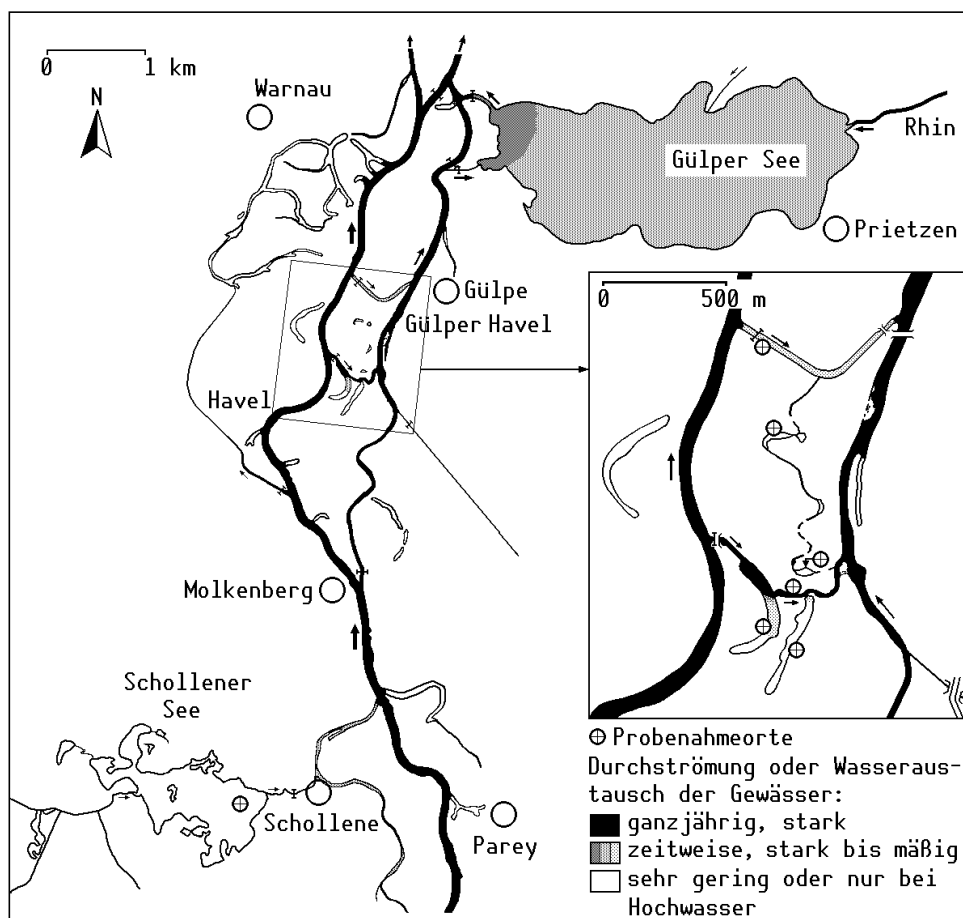 0 1 km
N
Warnau
Rhin
Gülper See
Prietzen
Gülpe
Gülper Havel
0 500 m
Havel
Molkenberg
Schollener
See
Schollene
Parey
Probenahmeorte
Durchströmung oder Wasseraus-
tausch der Gewässer:
ganzjährig, stark
zeitweise, stark bis mäßig
sehr gering oder nur bei
Hochwasser